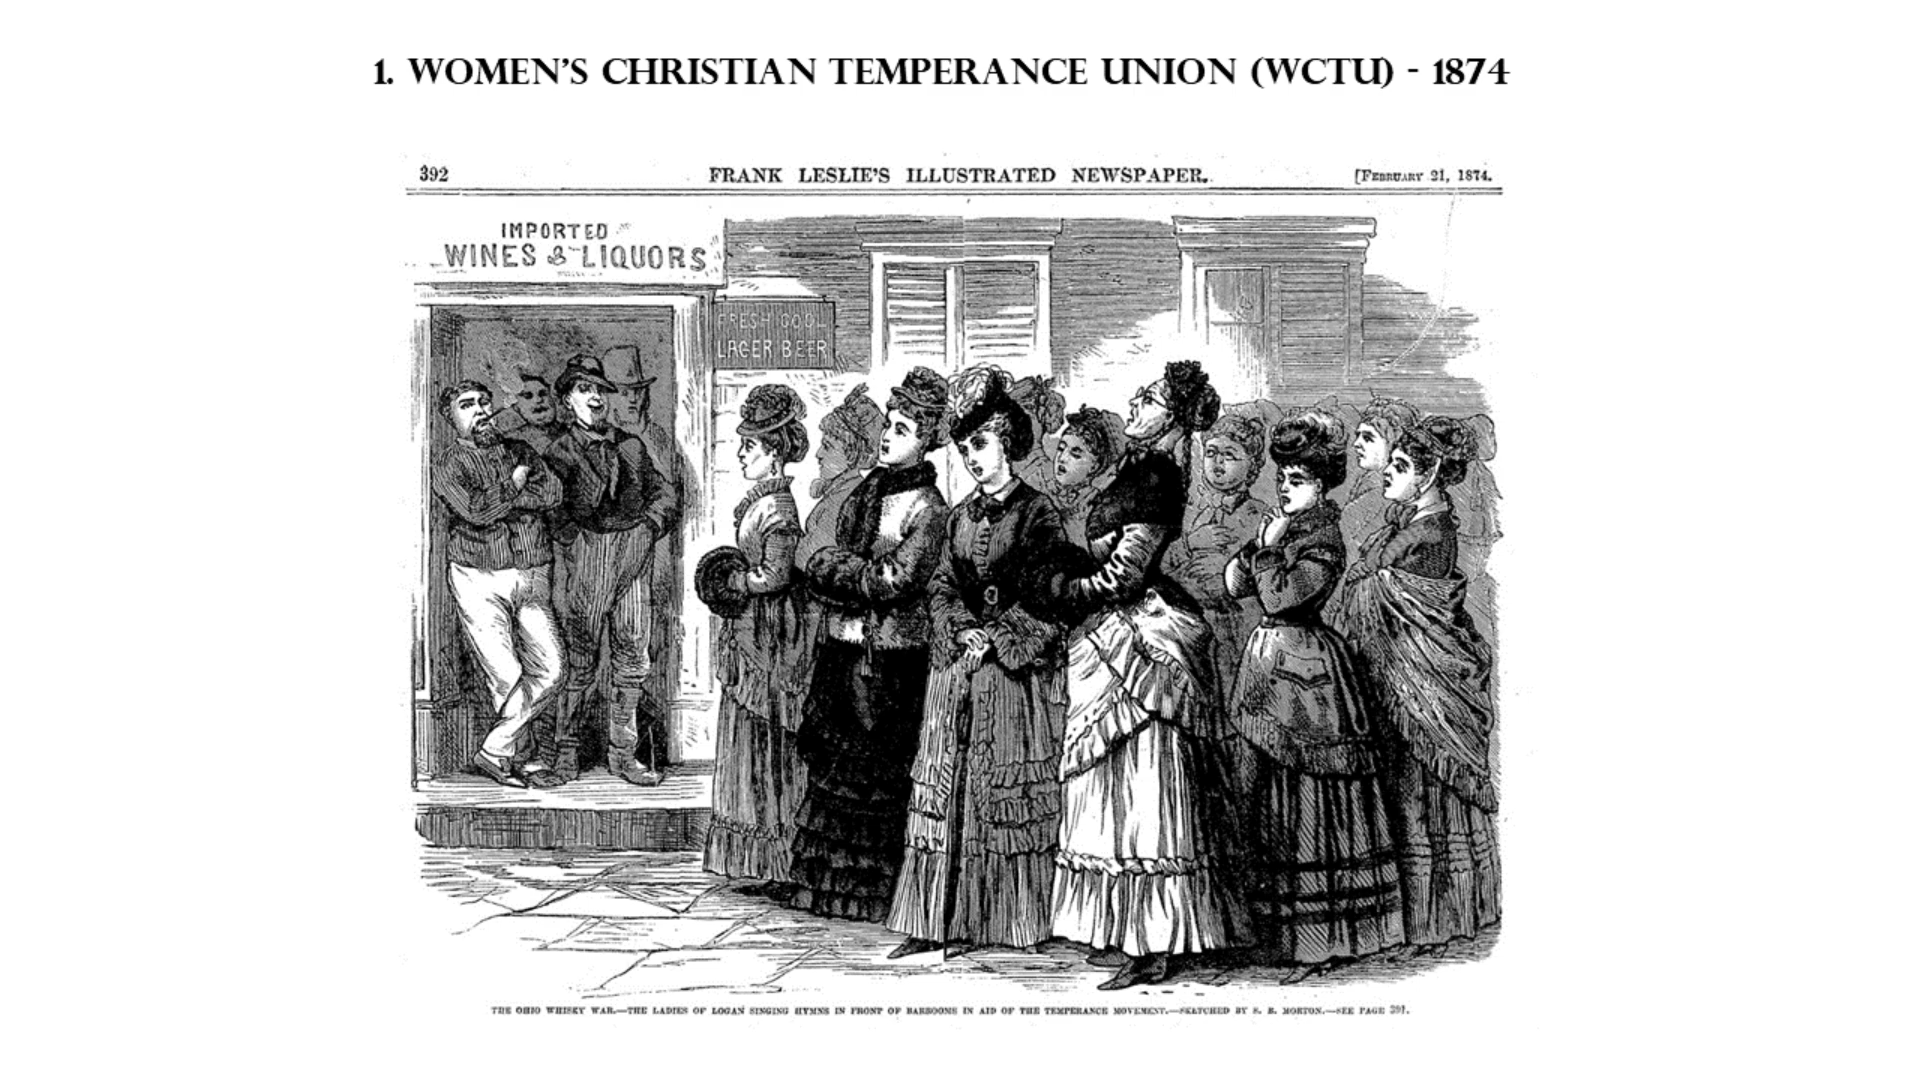 1. WOMEN'S CHRISTIAN TEMPERANCE UNION (WCTU) - 1874
392 FRANK LESLIE'S ILLUSTRATED NEWSPAPER. [FEBRUARY 21, 1874.
IMPORTED
WINES & LIQUORS
FRESH COOL
LAGER BEER
THE OHIO WHISKY WAR.—THE LADIES OF LOGAN SINGING HYMNS IN FRONT OF BARROOMS IN AID OF THE TEMPERANCE MOVEMENT.—SKETCHED BY S. B. MORTON.—SEE PAGE 391.